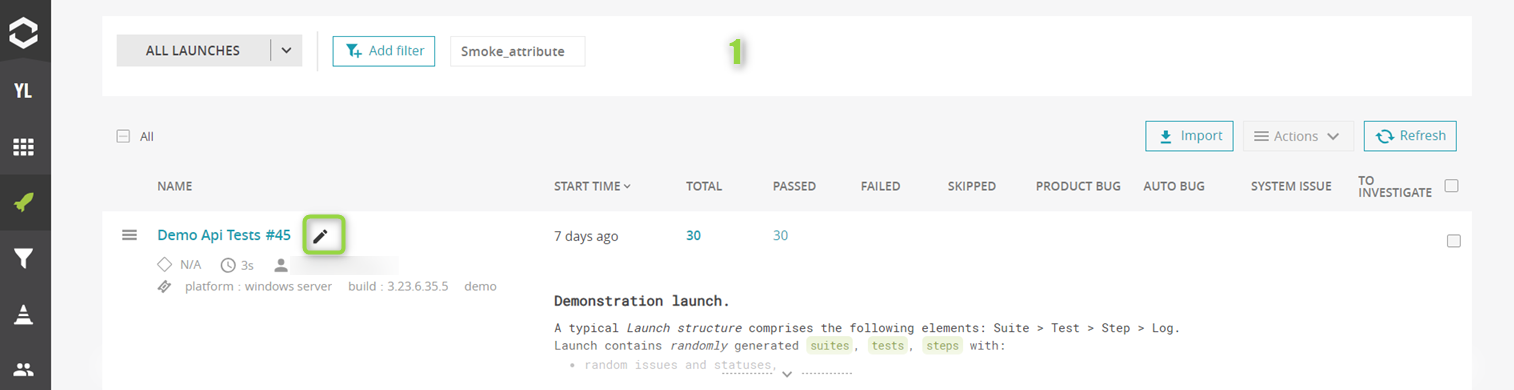 ALL LAUNCHES
Add filter
Smoke_attribute
1
YL
All
Import
Actions
Refresh
NAME
START TIME
TOTAL
PASSED
FAILED
SKIPPED
PRODUCT BUG
AUTO BUG
SYSTEM ISSUE
TO
INVESTIGATE
Demo Api Tests #45
7 days ago
30
30
N/A
3s
platform : windows server build : 3.23.6.35.5 demo
Demonstration launch.
A typical Launch structure comprises the following elements: Suite > Test > Step > Log.
Launch contains randomly generated suites, tests, steps with:
• random issues and statuses,